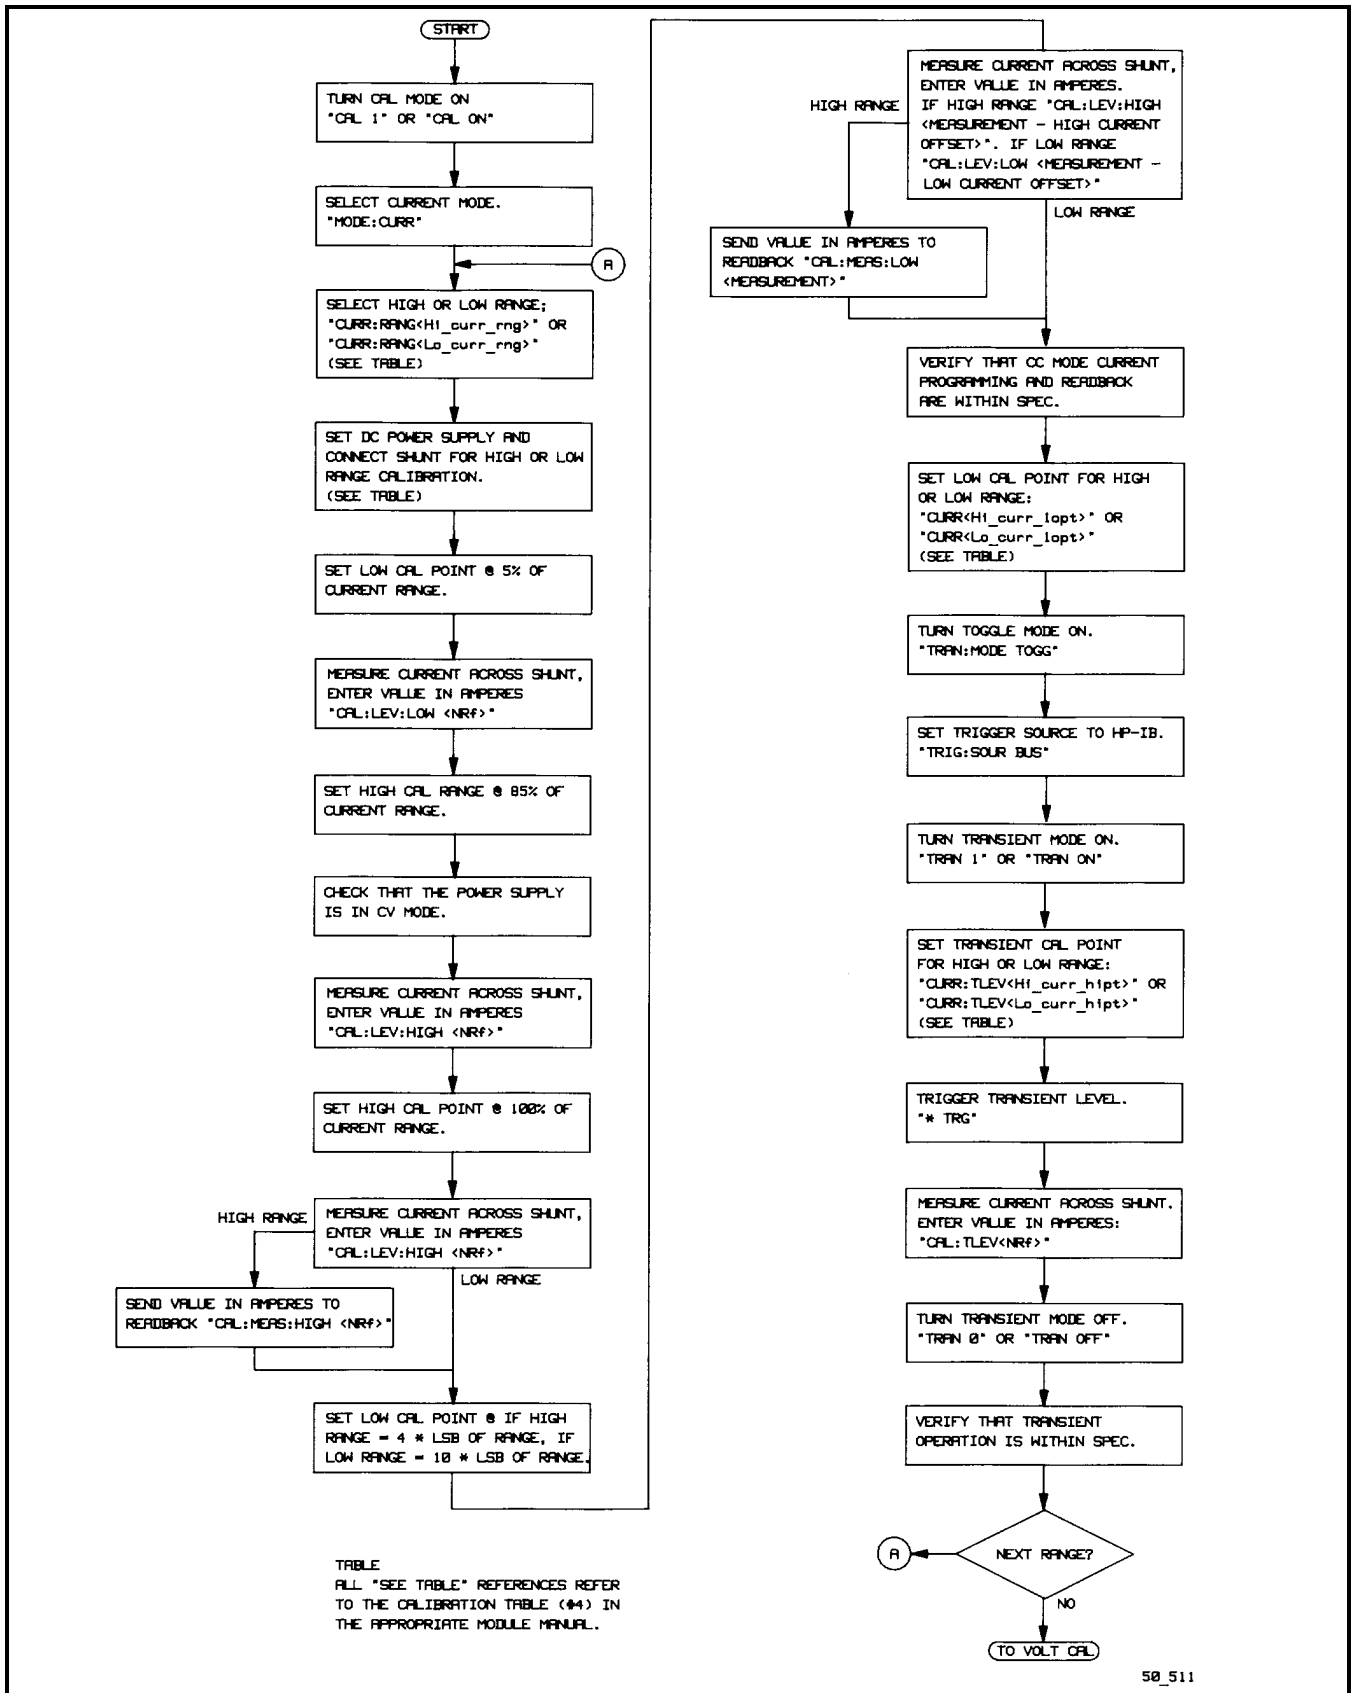 START
TURN CAL MODE ON
"CAL 1" OR "CAL ON"
SELECT CURRENT MODE.
"MODE:CURR"
A
SELECT HIGH OR LOW RANGE;
"CURR:RANG<Hi_curr_rng>" OR
"CURR:RANG<Lo_curr_rng>"
(SEE TABLE)
SET DC POWER SUPPLY AND
CONNECT SHUNT FOR HIGH OR LOW
RANGE CALIBRATION.
(SEE TABLE)
SET LOW CAL POINT @ 5% OF
CURRENT RANGE.
MEASURE CURRENT ACROSS SHUNT,
ENTER VALUE IN AMPERES
"CAL:LEV:LOW <NRf>"
SET HIGH CAL RANGE @ 85% OF
CURRENT RANGE.
CHECK THAT THE POWER SUPPLY
IS IN CV MODE.
MEASURE CURRENT ACROSS SHUNT,
ENTER VALUE IN AMPERES
"CAL:LEV:HIGH <NRf>"
SET HIGH CAL POINT @ 100% OF
CURRENT RANGE.
HIGH RANGE
MEASURE CURRENT ACROSS SHUNT,
ENTER VALUE IN AMPERES
"CAL:LEV:HIGH <NRf>"
LOW RANGE
SEND VALUE IN AMPERES TO
READBACK "CAL:MEAS:HIGH <NRf>"
SET LOW CAL POINT @ IF HIGH
RANGE = 4 * LSB OF RANGE, IF
LOW RANGE = 10 * LSB OF RANGE.
TABLE
ALL "SEE TABLE" REFERENCES REFER
TO THE CALIBRATION TABLE (#4) IN
THE APPROPRIATE MODULE MANUAL.
MEASURE CURRENT ACROSS SHUNT,
ENTER VALUE IN AMPERES.
IF HIGH RANGE "CAL:LEV:HIGH
<MEASUREMENT - HIGH CURRENT
OFFSET>". IF LOW RANGE
"CAL:LEV:LOW <MEASUREMENT -
LOW CURRENT OFFSET>"
HIGH RANGE
LOW RANGE
SEND VALUE IN AMPERES TO
READBACK "CAL:MEAS:LOW
<MEASUREMENT>"
VERIFY THAT CC MODE CURRENT
PROGRAMMING AND READBACK
ARE WITHIN SPEC.
SET LOW CAL POINT FOR HIGH
OR LOW RANGE:
"CURR<Hi_curr_lopt>" OR
"CURR<Lo_curr_lopt>"
(SEE TABLE)
TURN TOGGLE MODE ON.
"TRAN:MODE TOGG"
SET TRIGGER SOURCE TO HP-IB.
"TRIG:SOUR BUS"
TURN TRANSIENT MODE ON.
"TRAN 1" OR "TRAN ON"
SET TRANSIENT CAL POINT
FOR HIGH OR LOW RANGE:
"CURR:TLEV<Hi_curr_hipt>" OR
"CURR:TLEV<Lo_curr_hipt>"
(SEE TABLE)
TRIGGER TRANSIENT LEVEL.
"* TRG"
MEASURE CURRENT ACROSS SHUNT.
ENTER VALUE IN AMPERES:
"CAL:TLEV<NRf>"
TURN TRANSIENT MODE OFF.
"TRAN 0" OR "TRAN OFF"
VERIFY THAT TRANSIENT
OPERATION IS WITHIN SPEC.
A
NEXT RANGE?
NO
TO VOLT CAL
50_511